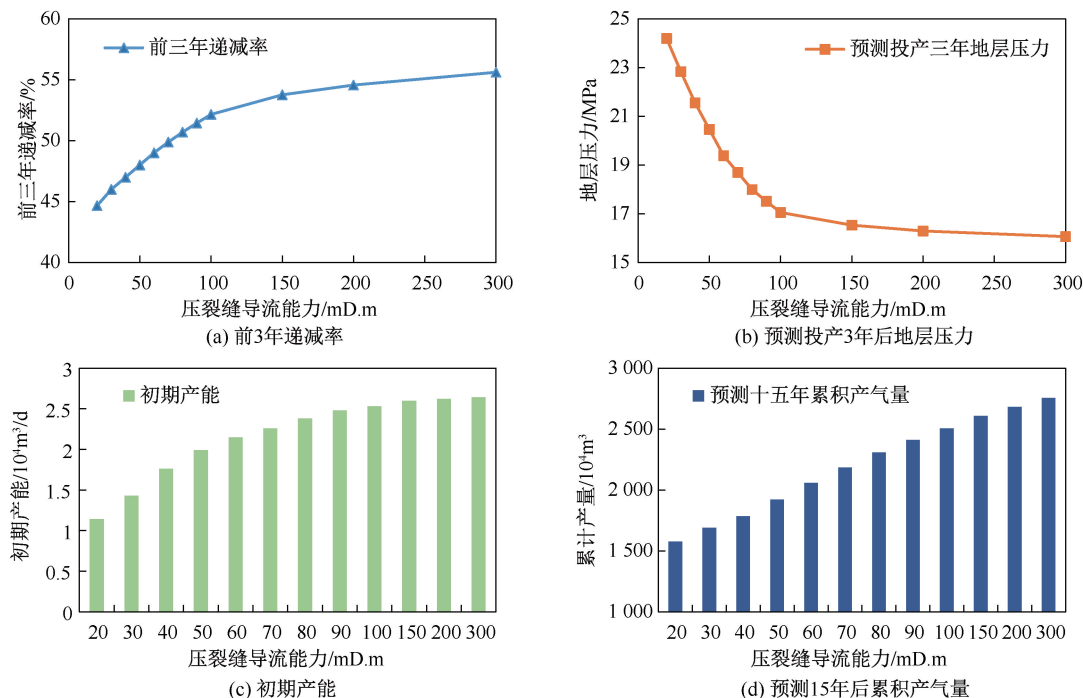 60
55
50
45
40
前三年递减率/%
前三年递减率
0 50 100 150 200 250 300
压裂缝导流能力/mD.m
(a) 前3年递减率
25
23
21
19
17
15
地层压力/MPa
预测投产三年地层压力
0 50 100 150 200 250 300
压裂缝导流能力/mD.m
(b) 预测投产3年后地层压力
3
2.5
2
1.5
1
0.5
0
初期产能/10⁴m³/d
初期产能
20 30 40 50 60 70 80 90 100 150 200 300
压裂缝导流能力/mD.m
(c) 初期产能
3 000
2 500
2 000
1 500
1 000
累计产量/10⁴m³
预测十五年累积产气量
20 30 40 50 60 70 80 90 100 150 200 300
压裂缝导流能力/mD.m
(d) 预测15年后累积产气量